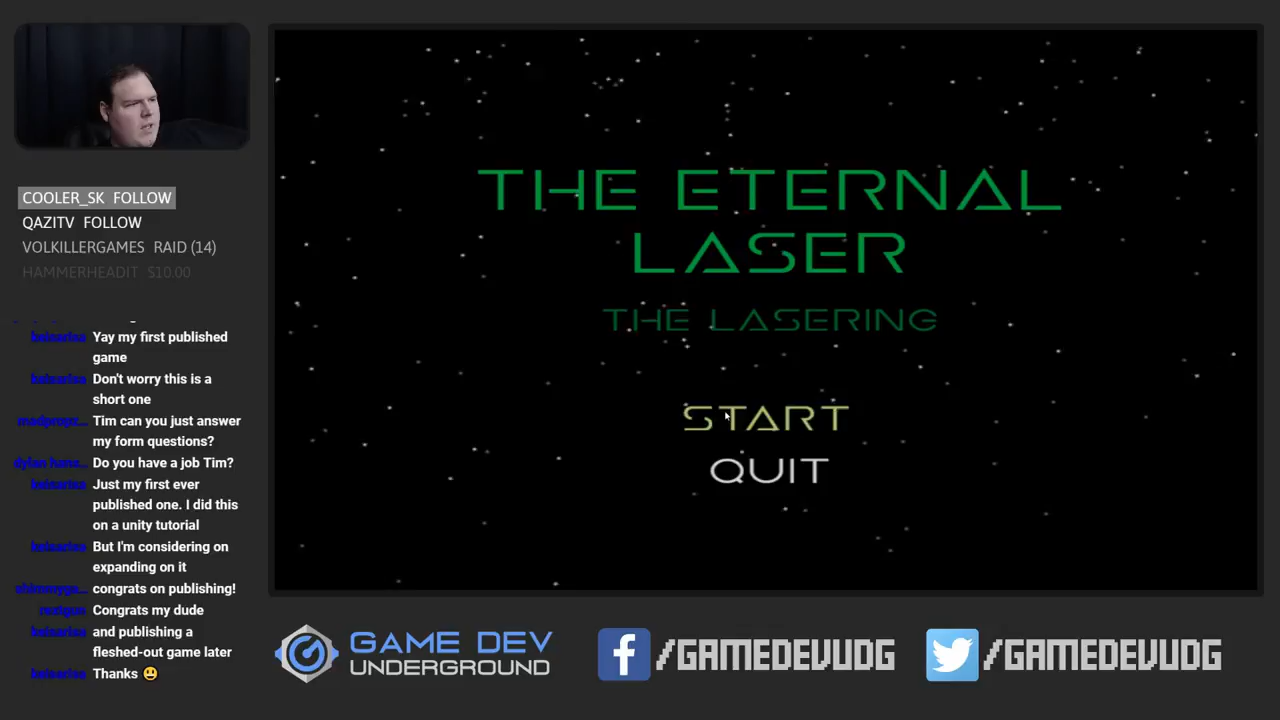 COOLER_SK FOLLOW
QAZITV FOLLOW
VOLKILLERGAMES RAID (14)
HAMMERHEADIT $10.00
Yay my first published
game
Don't worry this is a
short one
Tim can you just answer
my form questions?
Do you have a job Tim?
Just my first ever
published one. I did this
on a unity tutorial
But I'm considering on
expanding on it
congrats on publishing!
Congrats my dude
and publishing a
fleshed-out game later
Thanks 😃
THE ETERNAL
LASER
THE LASERING
START
QUIT
GAME DEV
UNDERGROUND
/GAMEDEVUDG
/GAMEDEVUDG